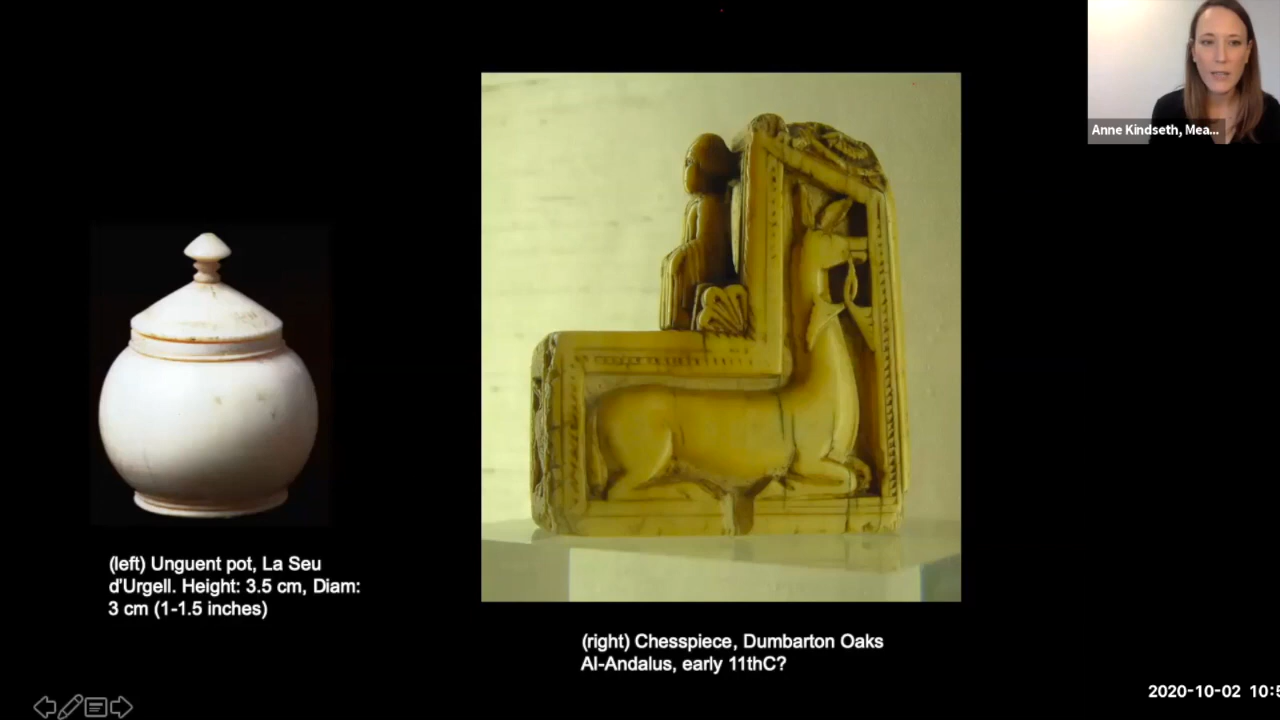 Anne Kindseth, Mea...
(left) Unguent pot, La Seu
d'Urgell. Height: 3.5 cm, Diam:
3 cm (1-1.5 inches)
(right) Chesspiece, Dumbarton Oaks
Al-Andalus, early 11thC?
2020-10-02 10:5